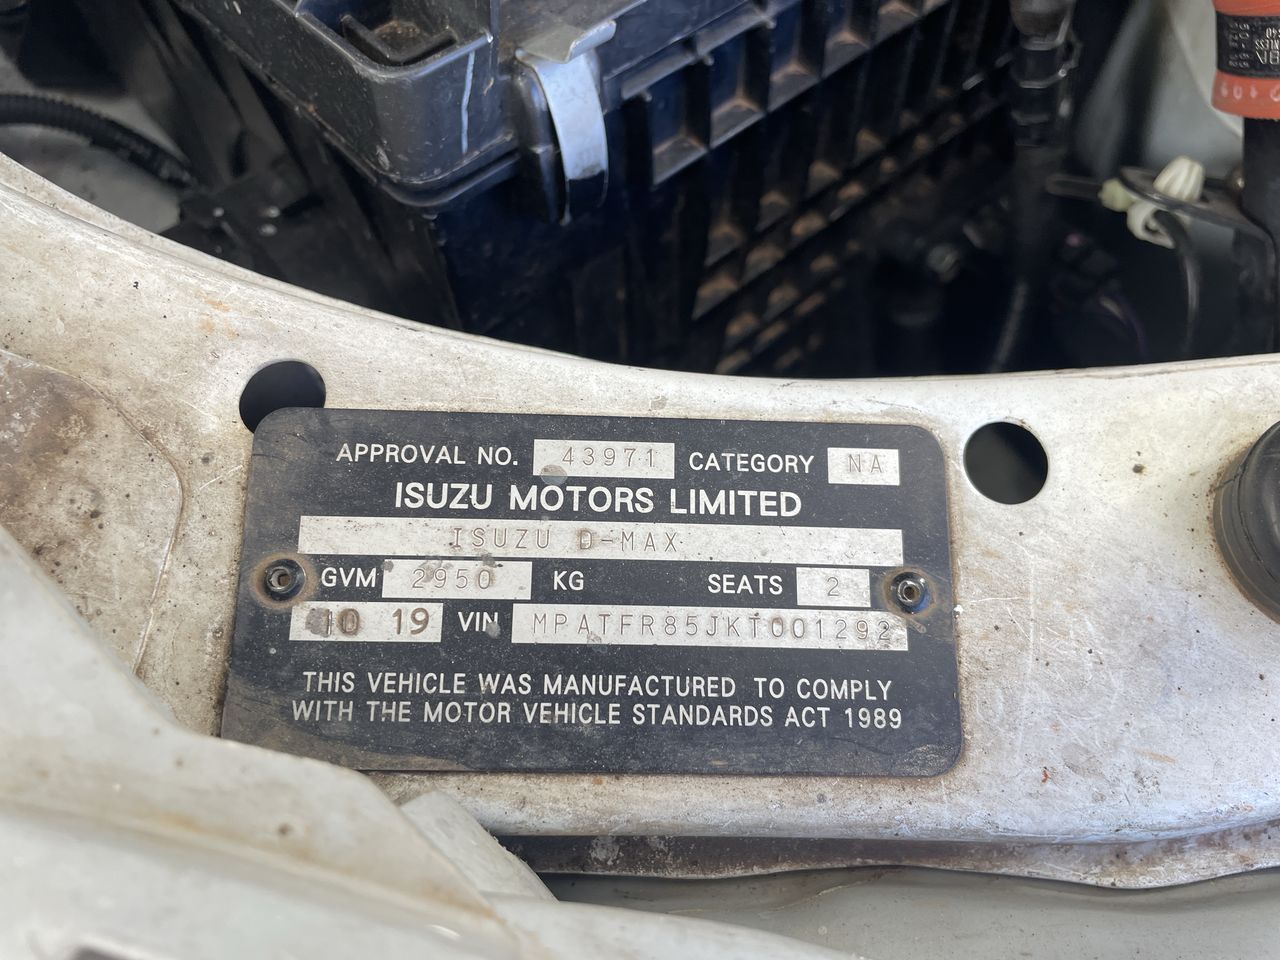 APPROVAL NO. 43971 CATEGORY NA
ISUZU MOTORS LIMITED
ISUZU D-MAX
GVM 2950 KG SEATS 2
10 19 VIN MPATFR85JKT001292
THIS VEHICLE WAS MANUFACTURED TO COMPLY
WITH THE MOTOR VEHICLE STANDARDS ACT 1989